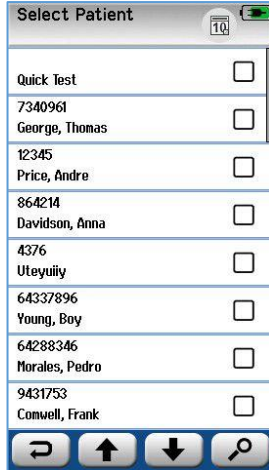 Select Patient
10
Quick Test
7340961
George, Thomas
12345
Price, Andre
864214
Davidson, Anna
4376
Uteyuiiy
64337896
Young, Boy
64288346
Morales, Pedro
9431753
Comwell, Frank